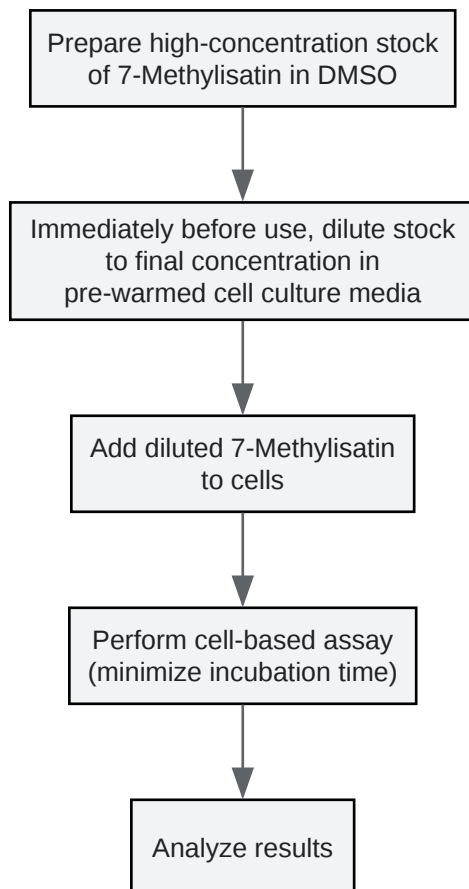 Prepare high-concentration stock
of 7-Methylisatin in DMSO
Immediately before use, dilute stock
to final concentration in
pre-warmed cell culture media
Add diluted 7-Methylisatin
to cells
Perform cell-based assay
(minimize incubation time)
Analyze results